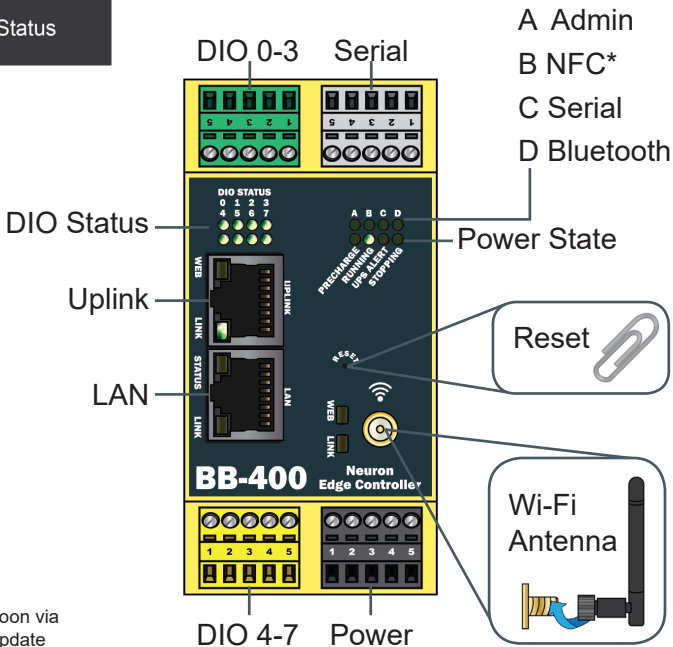 Status
A Admin
B NFC*
C Serial
D Bluetooth
DIO 0-3
Serial
5 4 3 2 1
5 4 3 2 1
DIO STATUS
0 1 2 3
4 5 6 7
A B C D
DIO Status
Power State
PRECHARGE
RUNNING
UPS ALERT
STOPPING
WEB
UPLINK
LINK
Uplink
RESET
Reset
STATUS
LAN
LINK
LAN
WEB
LINK
BB-400
Neuron
Edge Controller
Wi-Fi
Antenna
1 2 3 4 5
1 2 3 4 5
oon via
pdate
DIO 4-7
Power